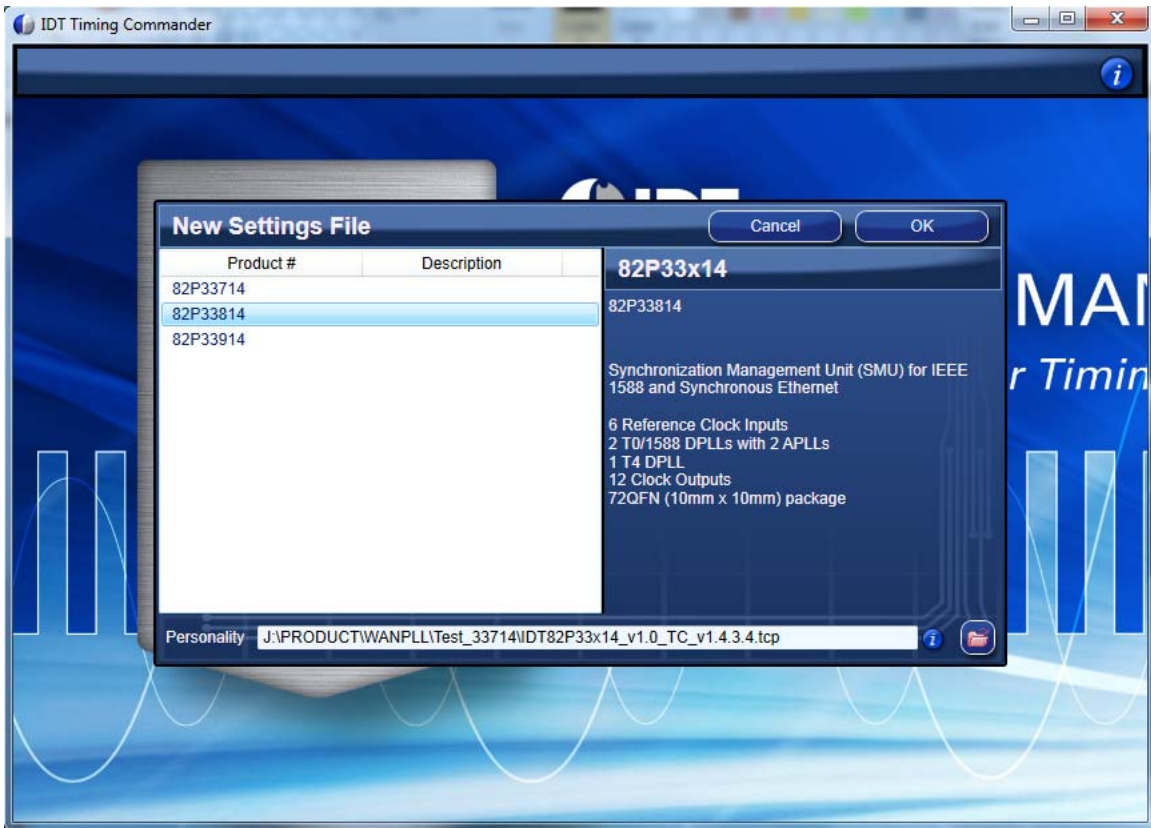 IDT Timing Commander
i
IDT
MAN
r Timin
New Settings File
Cancel
OK
Product #
Description
82P33714
82P33814
82P33914
82P33x14
82P33814
Synchronization Management Unit (SMU) for IEEE
1588 and Synchronous Ethernet
6 Reference Clock Inputs
2 T0/1588 DPLLs with 2 APLLs
1 T4 DPLL
12 Clock Outputs
72QFN (10mm x 10mm) package
Personality
J:\PRODUCT\WANPLL\Test_33714\IDT82P33x14_v1.0_TC_v1.4.3.4.tcp
i